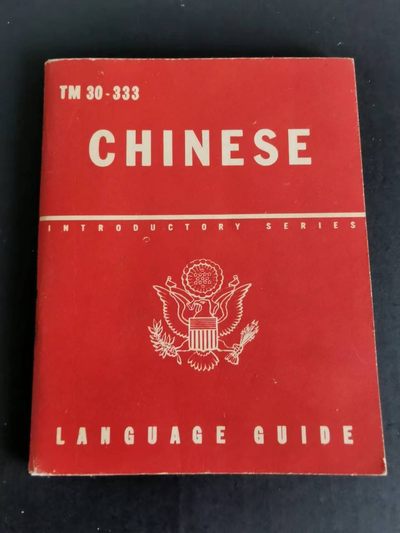 TM 30-333
CHINESE
INTRODUCTORY SERIES
LANGUAGE GUIDE